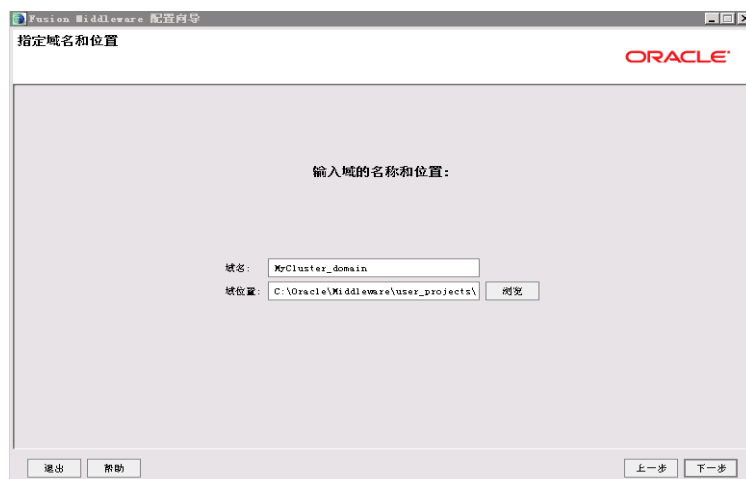 Fusion Middleware 配置向导
指定域名和位置
ORACLE
输入域的名称和位置:
域名: MyCluster_domain
域位置: C:\Oracle\Middleware\user_projects\ 浏览
退出 帮助 上一步 下一步